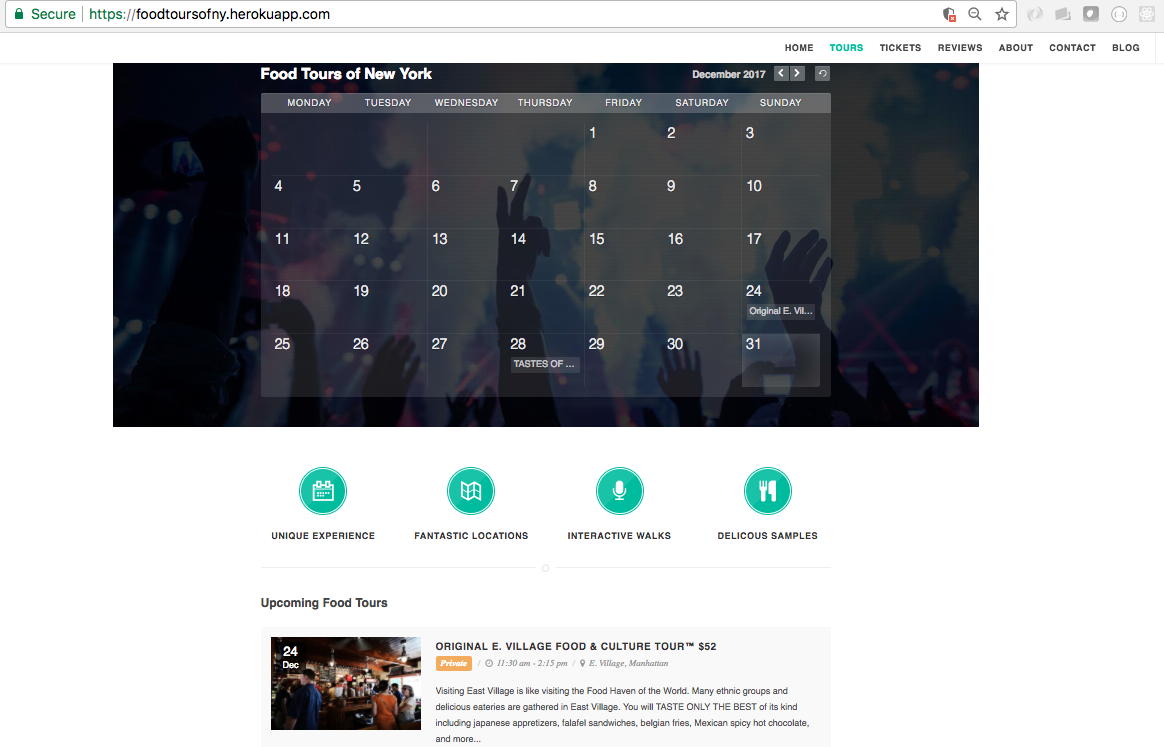 Secure https://foodtoursofny.herokuapp.com
HOME TOURS TICKETS REVIEWS ABOUT CONTACT BLOG
Food Tours of New York December 2017
MONDAY TUESDAY WEDNESDAY THURSDAY FRIDAY SATURDAY SUNDAY
1 2 3
4 5 6 7 8 9 10
11 12 13 14 15 16 17
18 19 20 21 22 23 24
Original E. Vil...
25 26 27 28 29 30 31
TASTES OF ...
UNIQUE EXPERIENCE FANTASTIC LOCATIONS INTERACTIVE WALKS DELICOUS SAMPLES
Upcoming Food Tours
24
Dec
ORIGINAL E. VILLAGE FOOD & CULTURE TOUR™ $52
Private / 11:30 am - 2:15 pm / E. Village, Manhattan
Visiting East Village is like visiting the Food Haven of the World. Many ethnic groups and
delicious eateries are gathered in East Village. You will TASTE ONLY THE BEST of its kind
including japanese appretizers, falafel sandwiches, belgian fries, Mexican spicy hot chocolate,
and more...